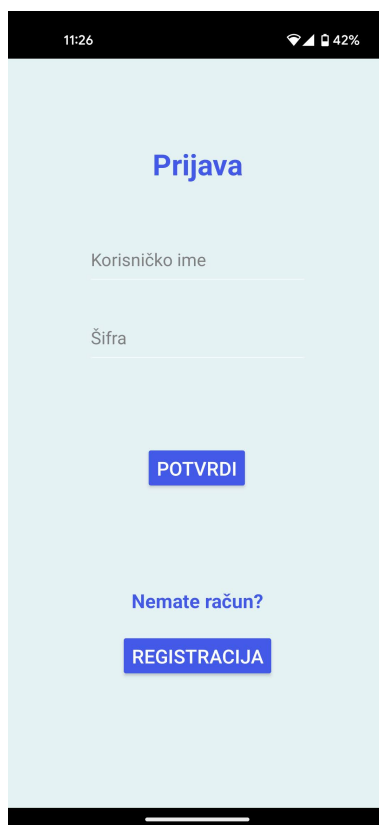 11:26 42%
Prijava
Korisničko ime
Šifra
POTVRDI
Nemate račun?
REGISTRACIJA